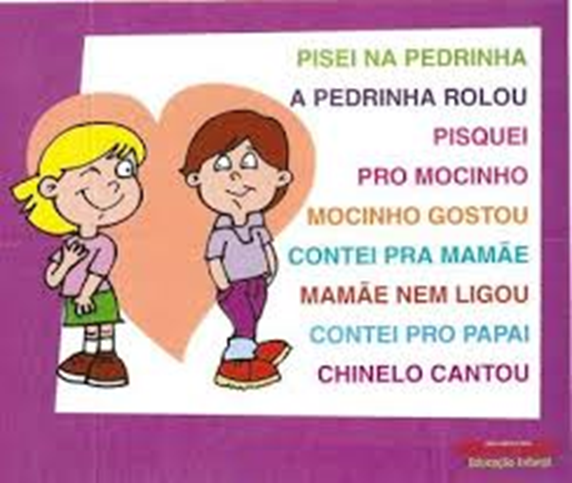 PISEI NA PEDRINHA
A PEDRINHA ROLOU
PISQUEI
PRO MOCINHO
MOCINHO GOSTOU
CONTEI PRA MAMÃE
MAMÃE NEM LIGOU
CONTEI PRO PAPAI
CHINELO CANTOU
Educação Infantil